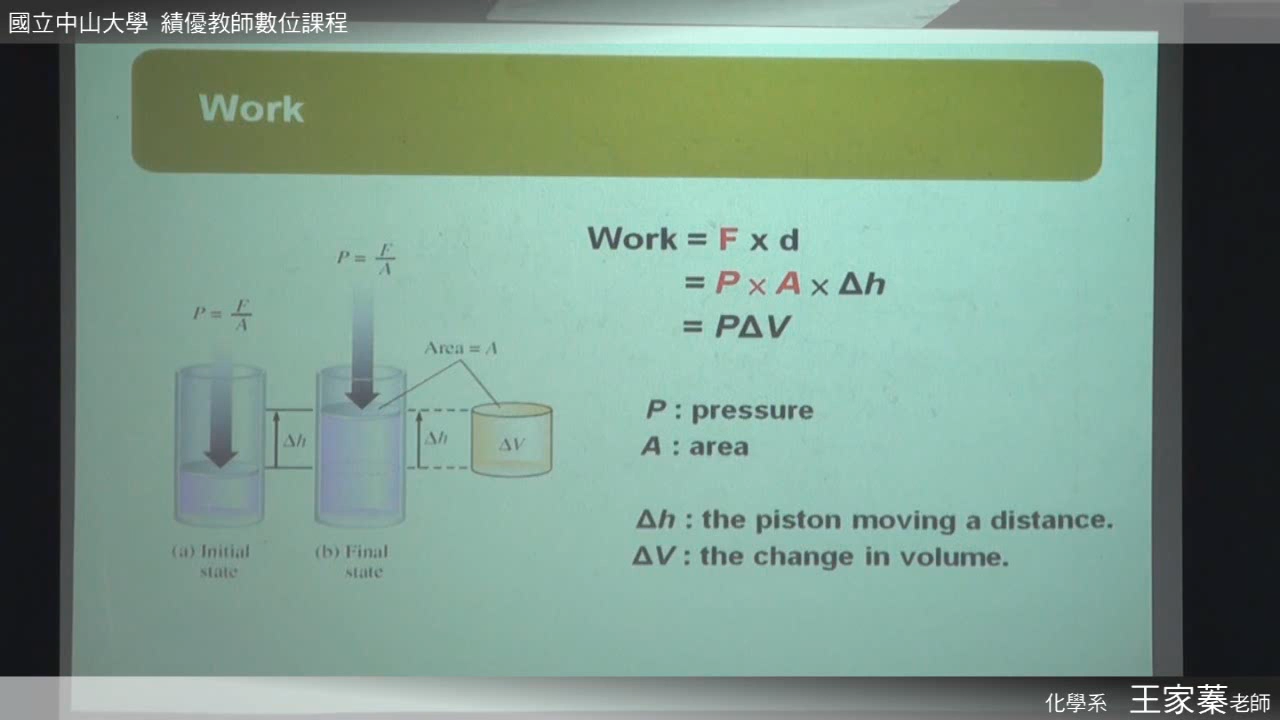 國立中山大學 績優教師數位課程
Work
Work = F x d
= P × A × Δh
= PΔV
P = F/A
P = F/A
Area = A
Δh
Δh
ΔV
(a) Initial
state
(b) Final
state
P : pressure
A : area
Δh : the piston moving a distance.
ΔV : the change in volume.
化學系 王家蓁老師